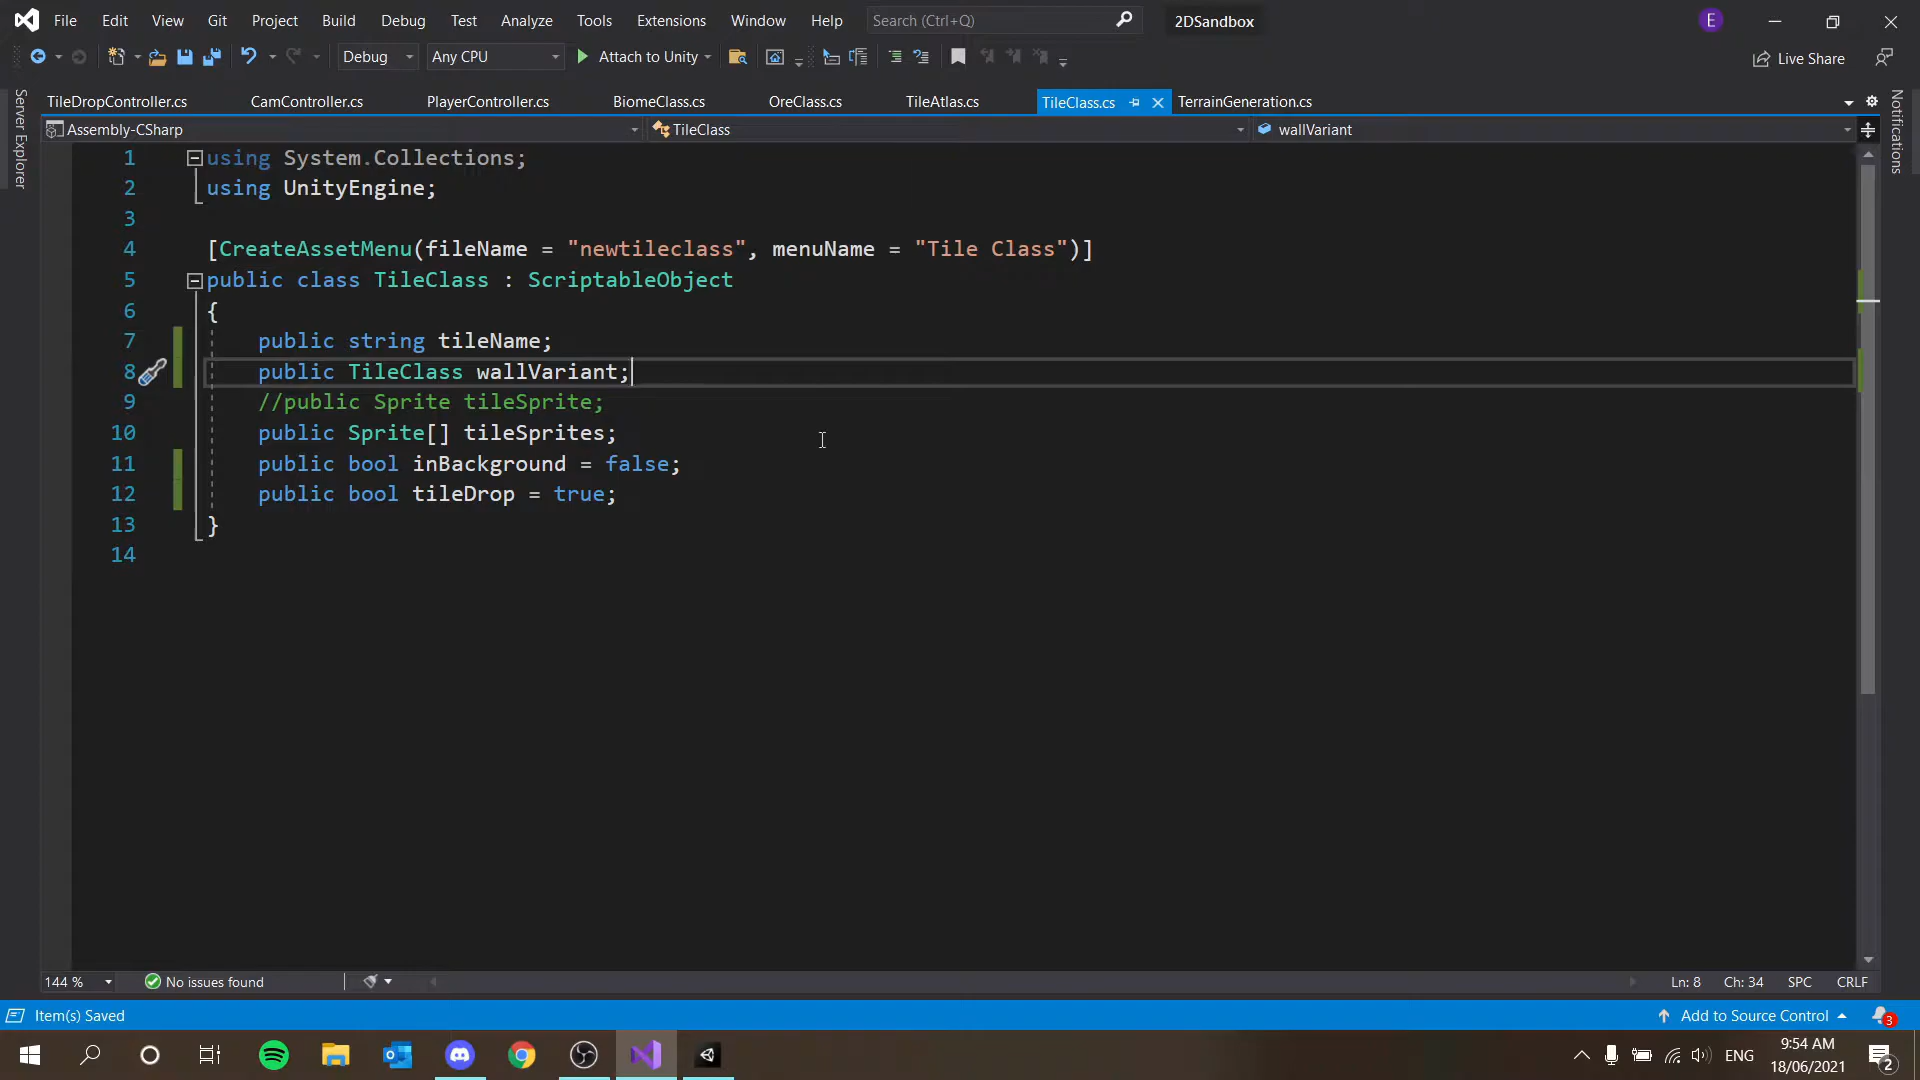 File Edit View Git Project Build Debug Test Analyze Tools Extensions Window Help Search (Ctrl+Q) 2DSandbox E
Debug Any CPU Attach to Unity Live Share
Server Explorer
Notifications
TileDropController.cs CamController.cs PlayerController.cs BiomeClass.cs OreClass.cs TileAtlas.cs TileClass.cs TerrainGeneration.cs
Assembly-CSharp TileClass wallVariant
1 using System.Collections;
2 using UnityEngine;
3
4 [CreateAssetMenu(fileName = "newtileclass", menuName = "Tile Class")]
5 public class TileClass : ScriptableObject
6 {
7 public string tileName;
8 public TileClass wallVariant;
9 //public Sprite tileSprite;
10 public Sprite[] tileSprites;
11 public bool inBackground = false;
12 public bool tileDrop = true;
13 }
14
144 % No issues found Ln: 8 Ch: 34 SPC CRLF
Item(s) Saved Add to Source Control 3
ENG 9:54 AM 2
18/06/2021